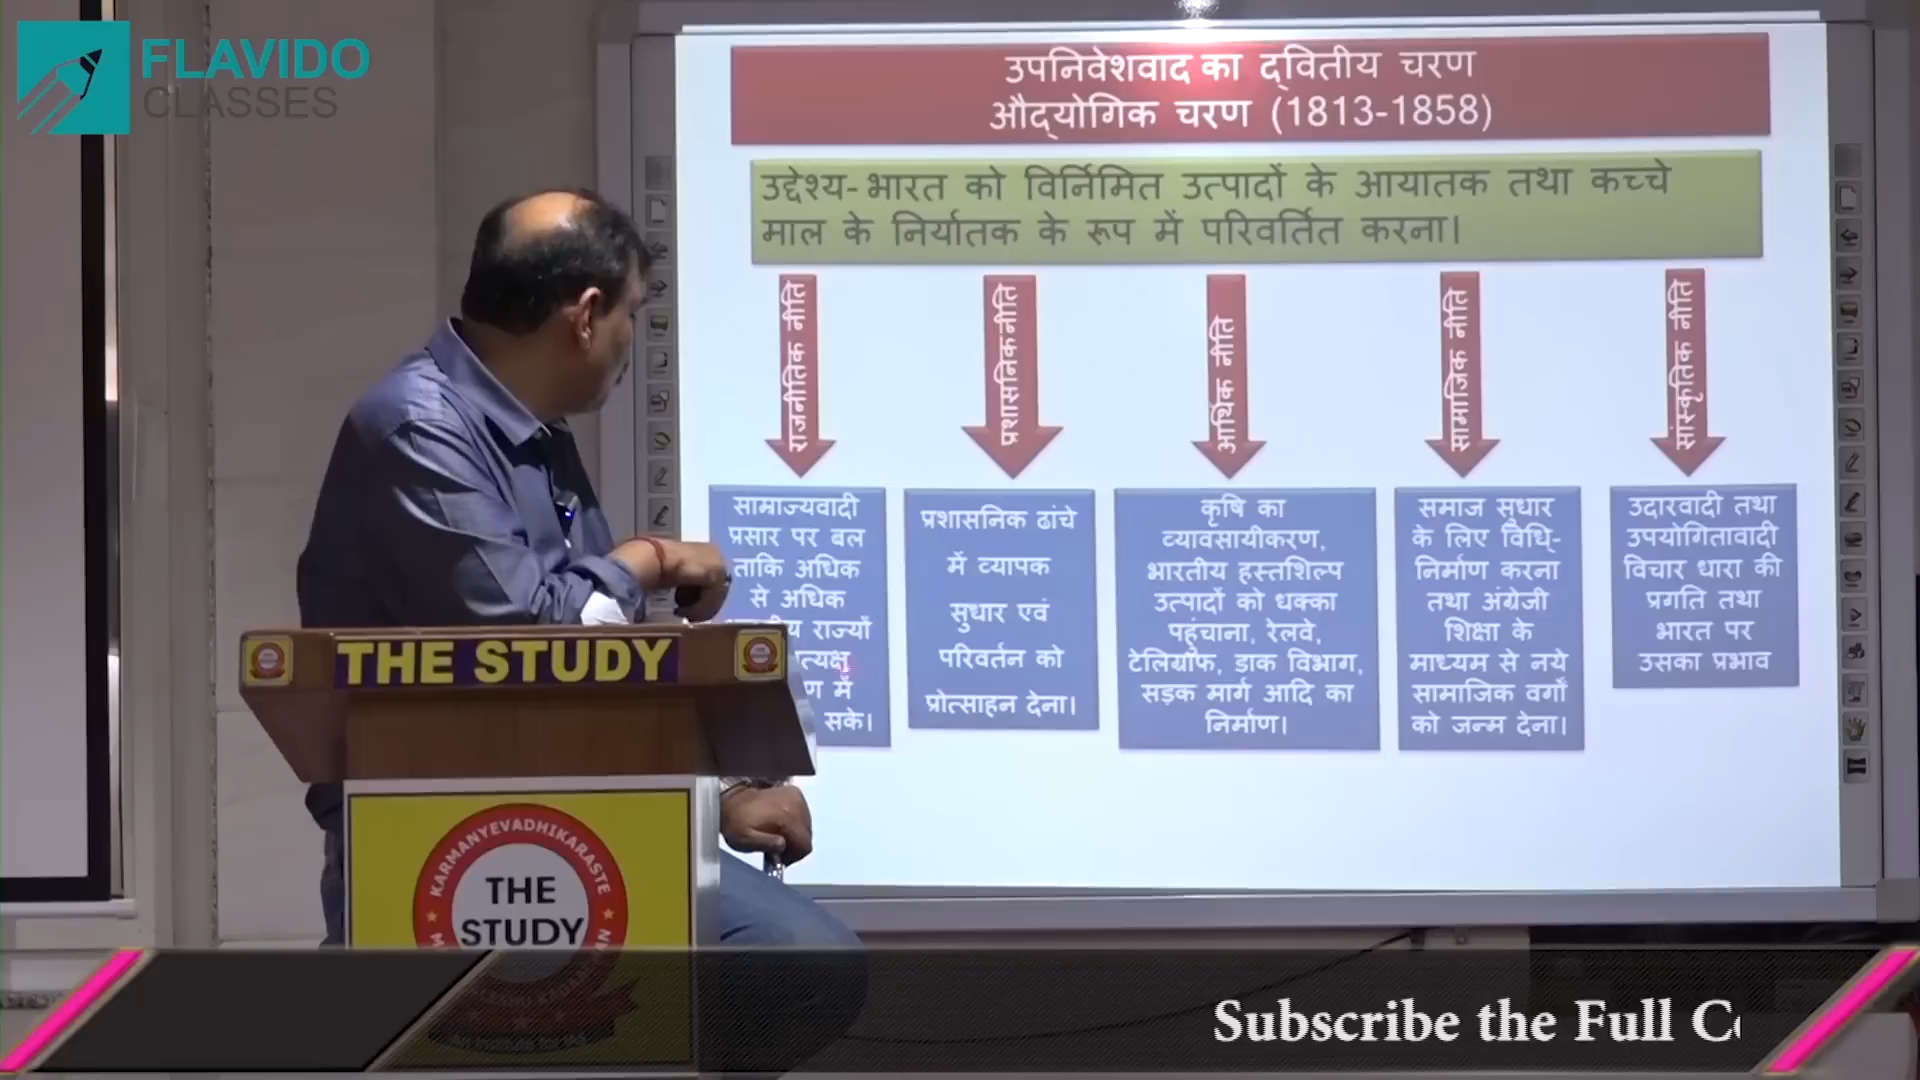 FLAVIDO
CLASSES
उपनिवेशवाद का द्वितीय चरण
औद्योगिक चरण (1813-1858)
उद्देश्य- भारत को विर्निमित उत्पादों के आयातक तथा कच्चे
माल के निर्यातक के रूप में परिवर्तित करना।
राजनीतिक नीति
प्रशासनिकनीति
आर्थिक नीति
सामाजिक नीति
सांस्कृतिक नीति
साम्राज्यवादी
प्रसार पर बल
ताकि अधिक
से अधिक
राज्यों
में
सके।
प्रशासनिक ढांचे
में व्यापक
सुधार एवं
परिवर्तन को
प्रोत्साहन देना।
कृषि का
व्यावसायीकरण,
भारतीय हस्तशिल्प
उत्पादों को धक्का
पहुंचाना, रेलवे,
टेलिग्राफ, डाक विभाग,
सड़क मार्ग आदि का
निर्माण।
समाज सुधार
के लिए विधि-
निर्माण करना
तथा अंग्रेजी
शिक्षा के
माध्यम से नये
सामाजिक वर्गों
को जन्म देना।
उदारवादी तथा
उपयोगितावादी
विचार धारा की
प्रगति तथा
भारत पर
उसका प्रभाव
THE STUDY
KARMANYEVADHIKARASTE
THE
STUDY
An Institute for IAS
Subscribe the Full